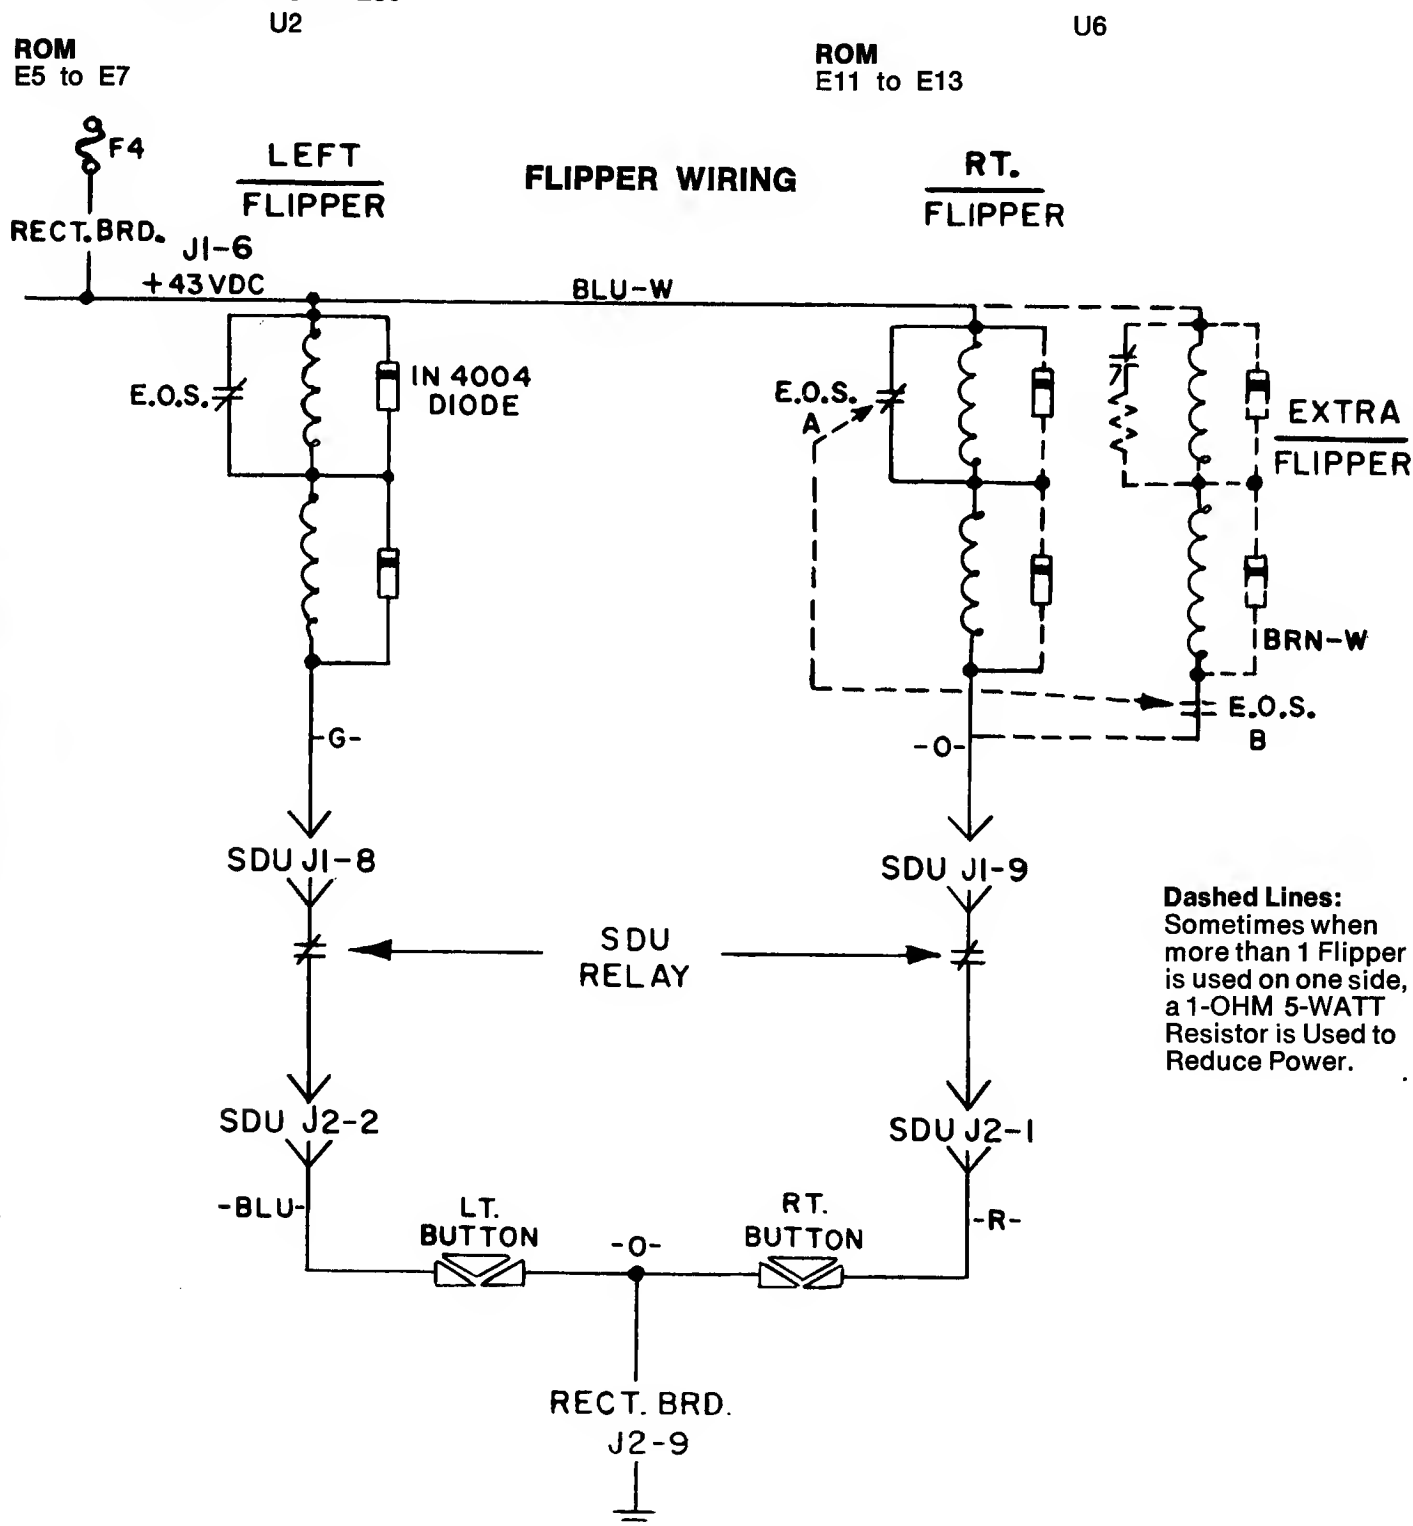 U2
U6
ROM
E5 to E7
ROM
E11 to E13
F4
LEFT
FLIPPER
FLIPPER WIRING
RT.
FLIPPER
RECT. BRD.
J1-6
+43VDC
BLU-W
E.O.S.
IN 4004
DIODE
E.O.S.
A
EXTRA
FLIPPER
BRN-W
E.O.S.
B
-G-
-O-
SDU J1-8
SDU J1-9
SDU
RELAY
Dashed Lines:
Sometimes when
more than 1 Flipper
is used on one side,
a 1-OHM 5-WATT
Resistor is Used to
Reduce Power.
SDU J2-2
SDU J2-1
-BLU-
LT.
BUTTON
-O-
RT.
BUTTON
-R-
RECT. BRD.
J2-9